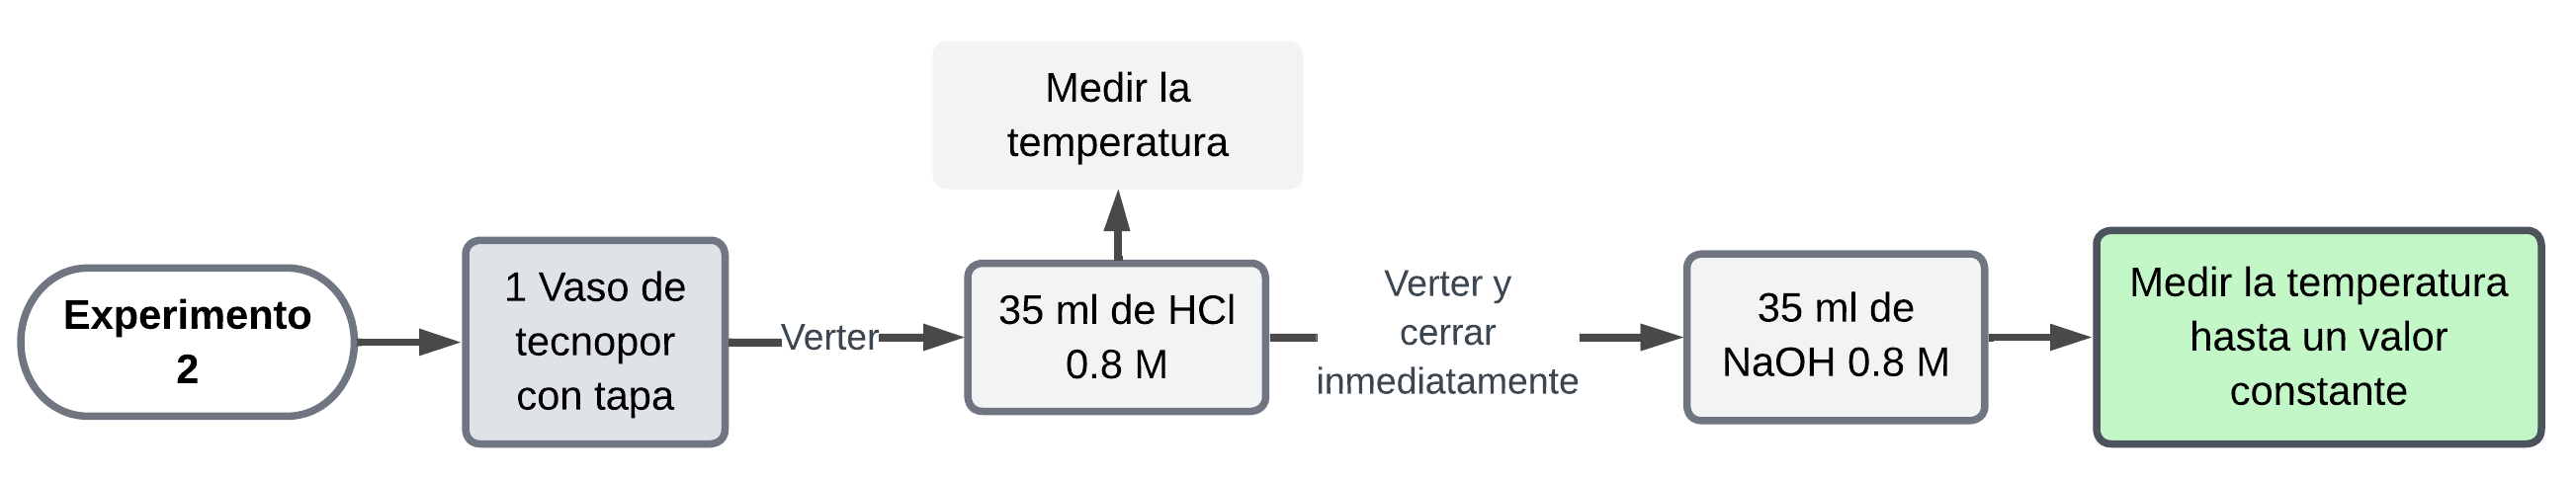 Experimento
2
1 Vaso de
tecnopor
con tapa
Verter
Medir la
temperatura
35 ml de HCl
0.8 M
Verter y
cerrar
inmediatamente
35 ml de
NaOH 0.8 M
Medir la temperatura
hasta un valor
constante